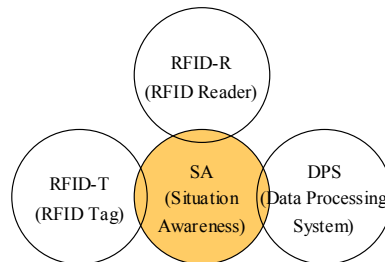 RFID-R
(RFID Reader)
RFID-T
(RFID Tag)
SA
(Situation
Awareness)
DPS
(Data Processing
System)